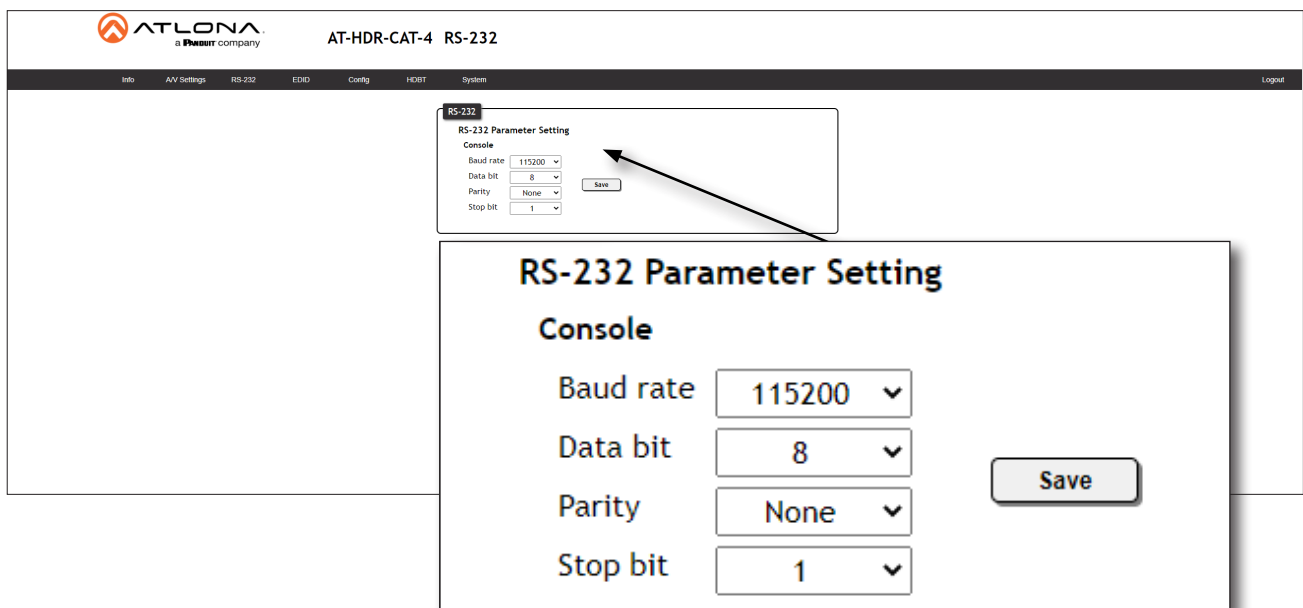 ATLONA.
a PANDUIT company
AT-HDR-CAT-4 RS-232
Info A/V Settings RS-232 EDID Config HDBT System Logout
RS-232
RS-232 Parameter Setting
Console
Baud rate 115200
Data bit 8
Parity None
Stop bit 1
Save
RS-232 Parameter Setting
Console
Baud rate 115200
Data bit 8
Parity None
Stop bit 1
Save